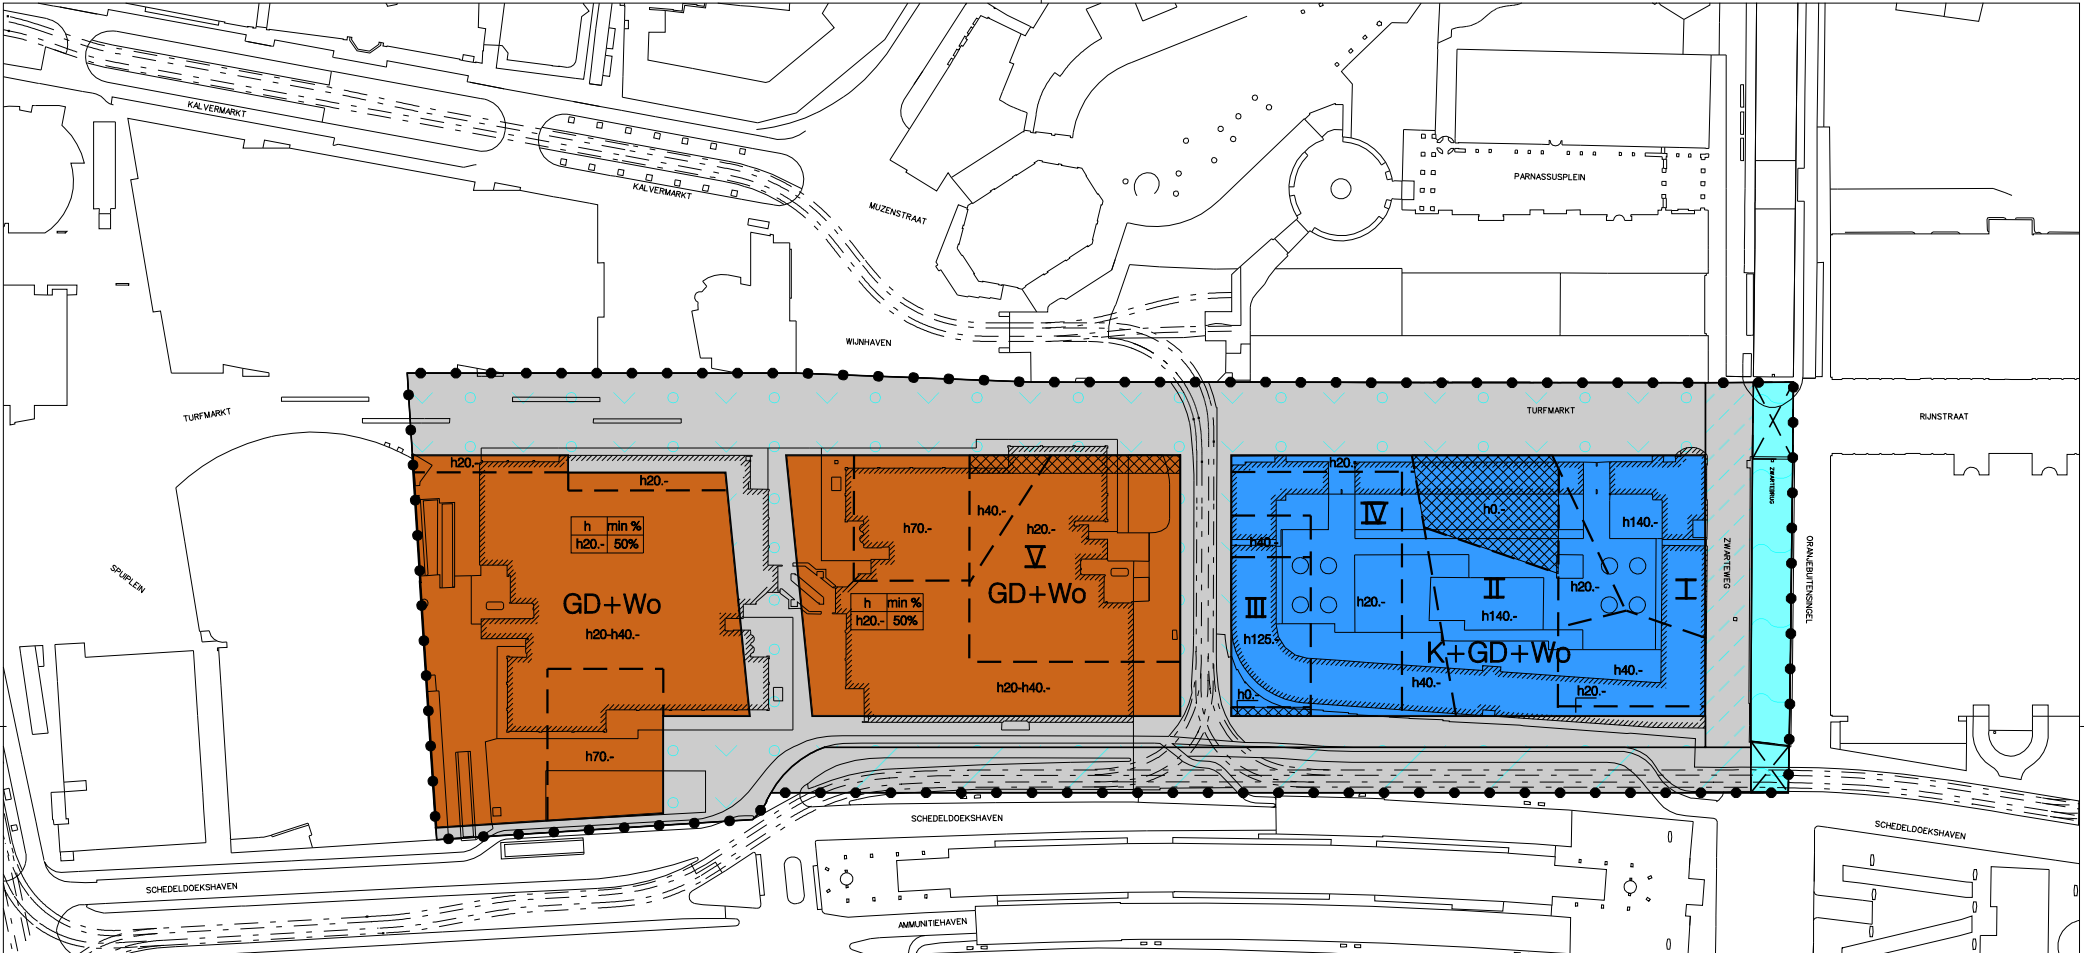 KALVERMARKT
KALVERMARKT
MUZENSTRAAT
PARNASSUSPLEIN
WIJNHAVEN
TURFMARKT
TURFMARKT
RIJNSTRAAT
h20.-
h20.-
h min %
h20.- 50%
GD+Wo
h20-h40.-
h70.-
h70.-
h40.-
h20.-
V
GD+Wo
h min %
h20.- 50%
h20-h40.-
h20.-
IV
h0.-
h140.-
h40.-
III
h125.-
h20.-
II
h140.-
h20.-
I
K+GD+Wo
h40.-
h40.-
h20.-
h0.-
ZWARTEWEG
ZWARTEBRUG
ORANJEBUITENSINGEL
SPUIPLEIN
SCHEDELDOEKSHAVEN
SCHEDELDOEKSHAVEN
SCHEDELDOEKSHAVEN
AMMUNITIEHAVEN